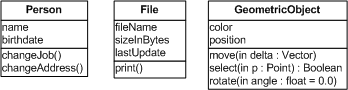 Person
name
birthdate
changeJob()
changeAddress()
File
fileName
sizeInBytes
lastUpdate
print()
GeometricObject
color
position
move(in delta : Vector)
select(in p : Point) : Boolean
rotate(in angle : float = 0.0)